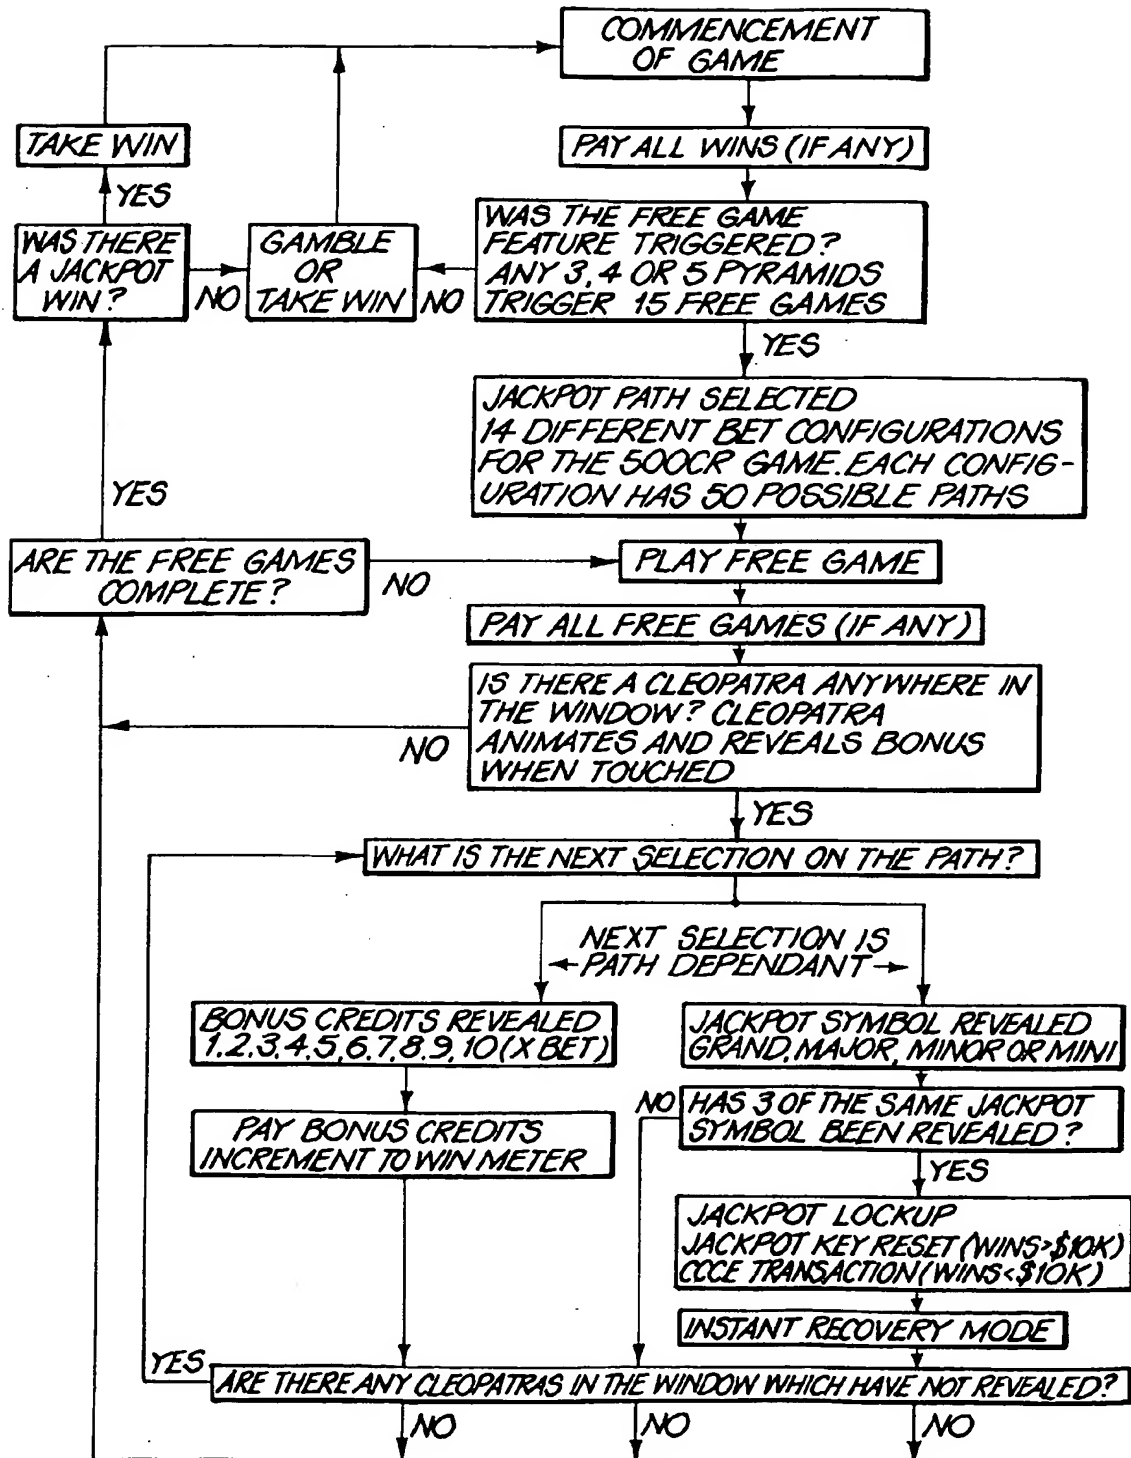 COMMENCEMENT
OF GAME
TAKE WIN
PAY ALL WINS (IF ANY)
YES
WAS THERE
A JACKPOT
WIN?
NO
GAMBLE
OR
TAKE WIN
NO
WAS THE FREE GAME
FEATURE TRIGGERED?
ANY 3, 4 OR 5 PYRAMIDS
TRIGGER 15 FREE GAMES
YES
JACKPOT PATH SELECTED
14 DIFFERENT BET CONFIGURATIONS
FOR THE 500CR GAME. EACH CONFIG-
URATION HAS 50 POSSIBLE PATHS
YES
ARE THE FREE GAMES
COMPLETE?
NO
PLAY FREE GAME
PAY ALL FREE GAMES (IF ANY)
IS THERE A CLEOPATRA ANYWHERE IN
THE WINDOW? CLEOPATRA
ANIMATES AND REVEALS BONUS
WHEN TOUCHED
NO
YES
WHAT IS THE NEXT SELECTION ON THE PATH?
NEXT SELECTION IS
PATH DEPENDANT
BONUS CREDITS REVEALED
1.2.3.4.5,6.7.8.9, 10 (X BET)
JACKPOT SYMBOL REVEALED
GRAND, MAJOR, MINOR OR MINI
PAY BONUS CREDITS
INCREMENT TO WIN METER
NO
HAS 3 OF THE SAME JACKPOT
SYMBOL BEEN REVEALED?
YES
JACKPOT LOCKUP
JACKPOT KEY RESET (WINS>$10K)
CCCE TRANSACTION (WINS<$10K)
INSTANT RECOVERY MODE
YES
ARE THERE ANY CLEOPATRAS IN THE WINDOW WHICH HAVE NOT REVEALED?
NO
NO
NO